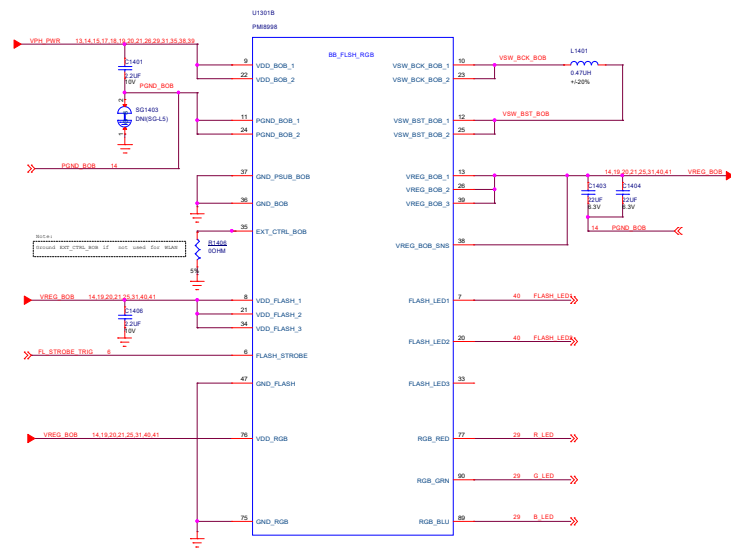 U1301B
PMI8998
BB_FLSH_RGB
VPH_PWR 13,14,15,17,18,19,20,21,26,29,31,35,38,39
C1401
2.2UF
10V
PGND_BOB
2
SG1403
DNI(SG-L5)
1
PGND_BOB 14
9 VDD_BOB_1
22 VDD_BOB_2
11 PGND_BOB_1
24 PGND_BOB_2
37 GND_PSUB_BOB
36 GND_BOB
35 EXT_CTRL_BOB
Note:
Ground EXT_CTRL_BOB if not used for WLAN
R1406
0OHM
5%
VREG_BOB 14,19,20,21,25,31,40,41
C1406
2.2UF
10V
8 VDD_FLASH_1
21 VDD_FLASH_2
34 VDD_FLASH_3
FL_STROBE_TRIG 6
6 FLASH_STROBE
47 GND_FLASH
VREG_BOB 14,19,20,21,25,31,40,41
76 VDD_RGB
75 GND_RGB
VSW_BCK_BOB_1 10
VSW_BCK_BOB_2 23
VSW_BCK_BOB
L1401
0.47UH
+/-20%
VSW_BST_BOB_1 12
VSW_BST_BOB_2 25
VSW_BST_BOB
VREG_BOB_1 13
VREG_BOB_2 26
VREG_BOB_3 39
14,19,20,21,25,31,40,41 VREG_BOB
C1403
22UF
6.3V
C1404
22UF
6.3V
14 PGND_BOB
VREG_BOB_SNS 38
FLASH_LED1 7 40 FLASH_LED1
FLASH_LED2 20 40 FLASH_LED2
FLASH_LED3 33
RGB_RED 77 29 R_LED
RGB_GRN 90 29 G_LED
RGB_BLU 89 29 B_LED